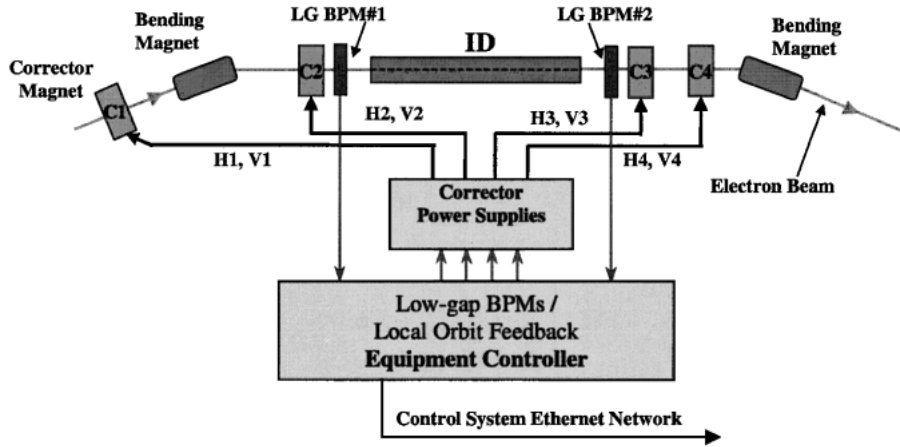 LG BPM#1
LG BPM#2
Bending
Magnet
ID
Bending
Magnet
Corrector
Magnet
C1
C2
C3
C4
H2, V2
H3, V3
H1, V1
H4, V4
Electron Beam
Corrector
Power Supplies
Low-gap BPMs /
Local Orbit Feedback
Equipment Controller
Control System Ethernet Network